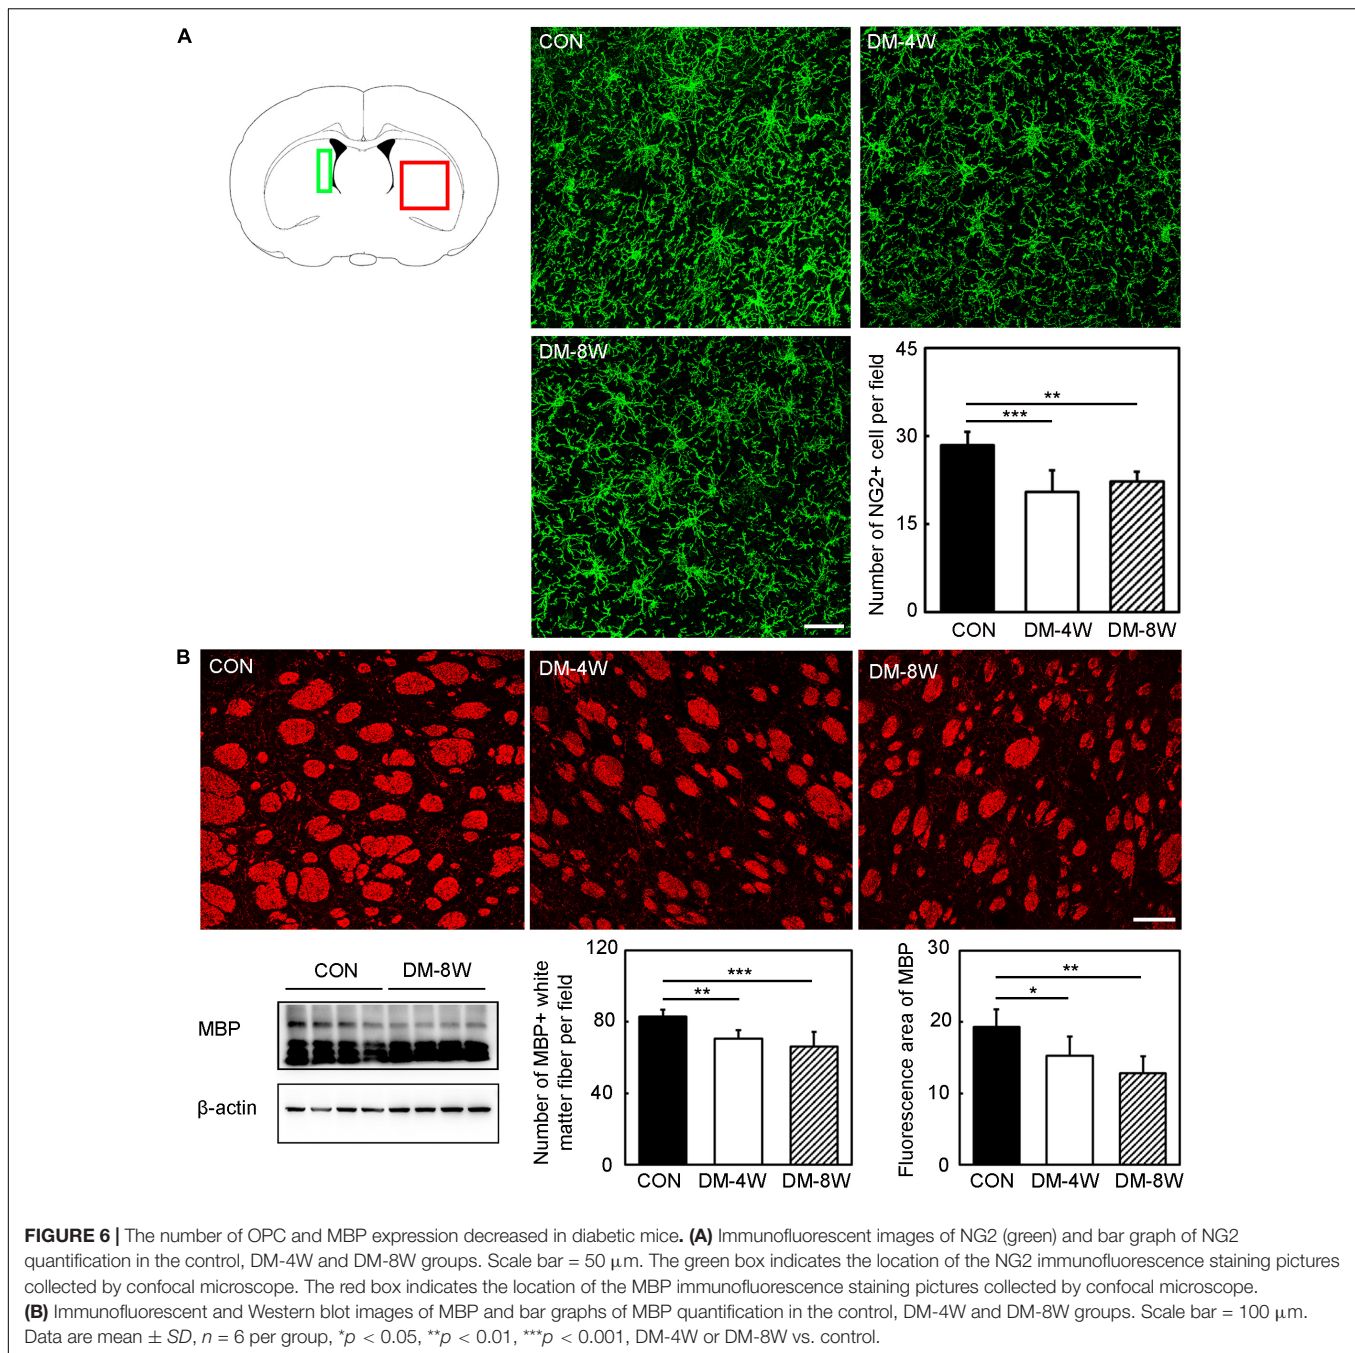 A
CON
DM-4W
DM-8W
Number of NG2+ cell per field
45
30
15
0
**
***
CON DM-4W DM-8W
B
CON
DM-4W
DM-8W
CON DM-8W
MBP
β-actin
Number of MBP+ white
matter fiber per field
120
80
40
0
***
**
CON DM-4W DM-8W
Fluorescence area of MBP
30
20
10
0
**
*
CON DM-4W DM-8W
FIGURE 6 | The number of OPC and MBP expression decreased in diabetic mice. (A) Immunofluorescent images of NG2 (green) and bar graph of NG2
quantification in the control, DM-4W and DM-8W groups. Scale bar = 50 μm. The green box indicates the location of the NG2 immunofluorescence staining pictures
collected by confocal microscope. The red box indicates the location of the MBP immunofluorescence staining pictures collected by confocal microscope.
(B) Immunofluorescent and Western blot images of MBP and bar graphs of MBP quantification in the control, DM-4W and DM-8W groups. Scale bar = 100 μm.
Data are mean ± SD, n = 6 per group, *p < 0.05, **p < 0.01, ***p < 0.001, DM-4W or DM-8W vs. control.